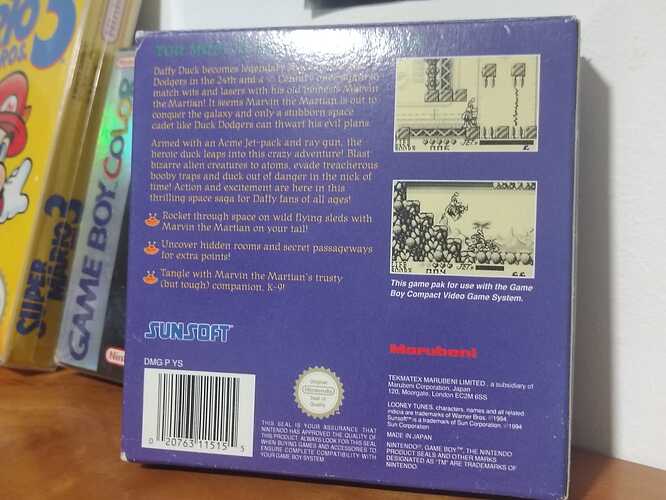 Daffy Duck becomes legendary
Dodgers in the 24th and a ½ Century once again to
match wits and lasers with his old nemesis Marvin
the Martian! It seems Marvin the Martian is out to
conquer the galaxy and only a stubborn space
cadet like Duck Dodgers can thwart his evil plans.
Armed with an Acme Jet-pack and ray gun, the
heroic duck leaps into this crazy adventure! Blast
bizarre alien creatures to atoms, evade treacherous
booby traps and duck out of danger in the nick of
time! Action and excitement are here in this
thrilling space saga for Daffy fans of all ages!
Rocket through space on wild flying sleds with
Marvin the Martian on your tail!
Uncover hidden rooms and secret passageways
for extra points!
Tangle with Marvin the Martian's trusty
(but tough) companion, K-9!
This game pak for use with the Game
Boy Compact Video Game System.
SUNSOFT
DMG-P YS
0 20763 11515 5
Original
Nintendo
Seal of
Quality
THIS SEAL IS YOUR ASSURANCE THAT
NINTENDO HAS APPROVED THE QUALITY OF
THIS PRODUCT. ALWAYS LOOK FOR THIS SEAL
WHEN BUYING GAMES AND ACCESSORIES TO
ENSURE COMPLETE COMPATIBILITY WITH
YOUR GAME BOY SYSTEM.
Marubeni
TEKMATEX MARUBENI LIMITED, a subsidiary of
Marubeni Corporation, Japan
120, Moorgate, London EC2M 6SS
LOONEY TUNES, characters, names and all related
indicia are trademarks of Warner Bros. ©1994
Sunsoft™ is a trademark of Sun Corporation. ©1994
Sun Corporation
MADE IN JAPAN
NINTENDO®, GAME BOY™, THE NINTENDO
PRODUCT SEALS AND OTHER MARKS
DESIGNATED AS "TM" ARE TRADEMARKS OF
NINTENDO
GAME BOY COLOR
SUPER
MARIO 3